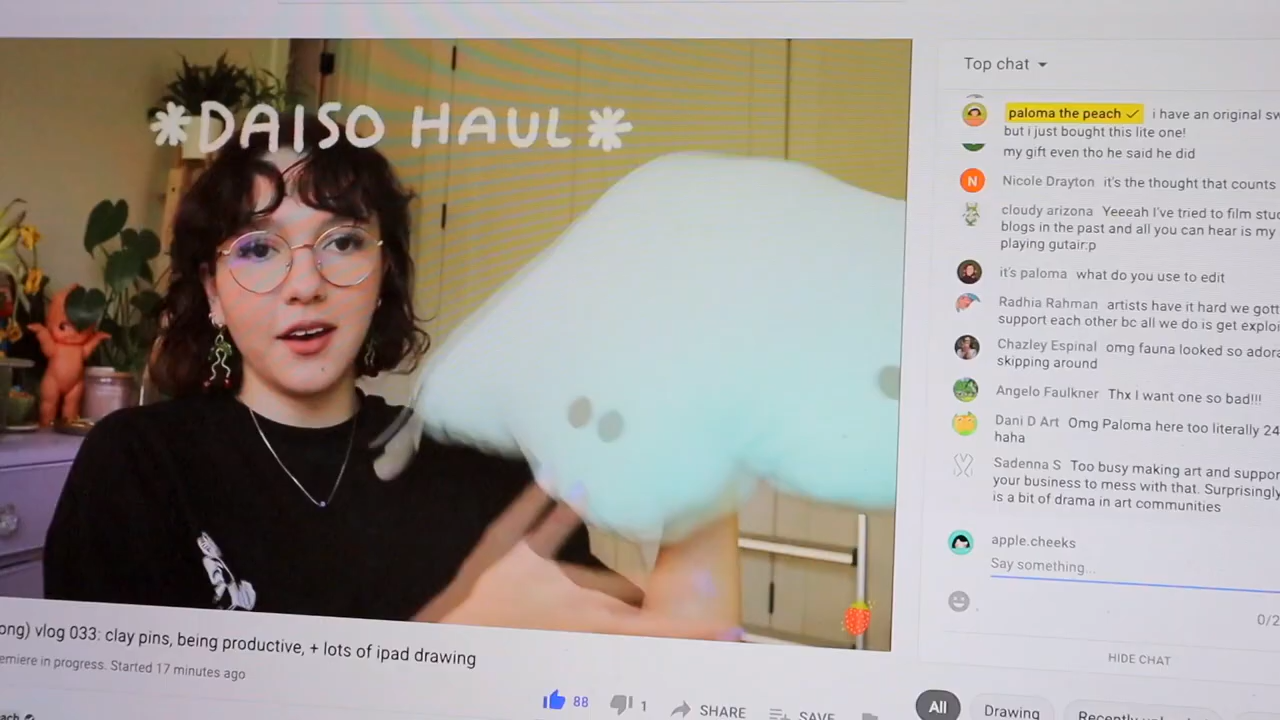 *DAISO HAUL*
ong) vlog 033: clay pins, being productive, + lots of ipad drawing
emiere in progress. Started 17 minutes ago
88
1
SHARE
SAVE
Top chat
paloma the peach ✓ i have an original sw
but i just bought this lite one!
my gift even tho he said he did
N
Nicole Drayton it's the thought that counts
cloudy arizona Yeeeah I've tried to film stu
blogs in the past and all you can hear is my
playing gutair:p
it's paloma what do you use to edit
Radhia Rahman artists have it hard we gott
support each other bc all we do is get exploi
Chazley Espinal omg fauna looked so adora
skipping around
Angelo Faulkner Thx I want one so bad!!!
Dani D Art Omg Paloma here too literally 24
haha
Sadenna S Too busy making art and suppor
your business to mess with that. Surprisingly
is a bit of drama in art communities
apple.cheeks
Say something...
0/2
HIDE CHAT
All
Drawing